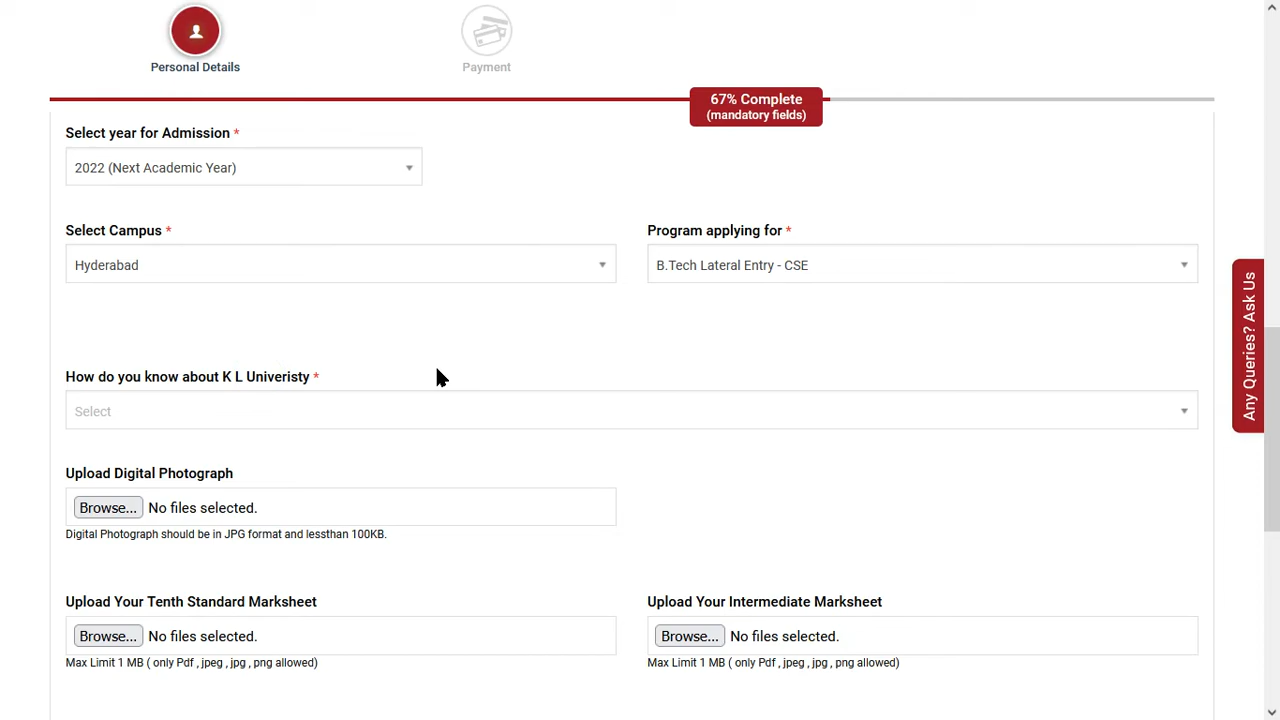 Personal Details
Payment
67% Complete
(mandatory fields)
Select year for Admission *
2022 (Next Academic Year)
Select Campus *
Program applying for *
Hyderabad
B.Tech Lateral Entry - CSE
Any Queries? Ask Us
How do you know about K L Univeristy *
Select
Upload Digital Photograph
Browse... No files selected.
Digital Photograph should be in JPG format and lessthan 100KB.
Upload Your Tenth Standard Marksheet
Upload Your Intermediate Marksheet
Browse... No files selected.
Browse... No files selected.
Max Limit 1 MB ( only Pdf , jpeg , jpg , png allowed)
Max Limit 1 MB ( only Pdf , jpeg , jpg , png allowed)